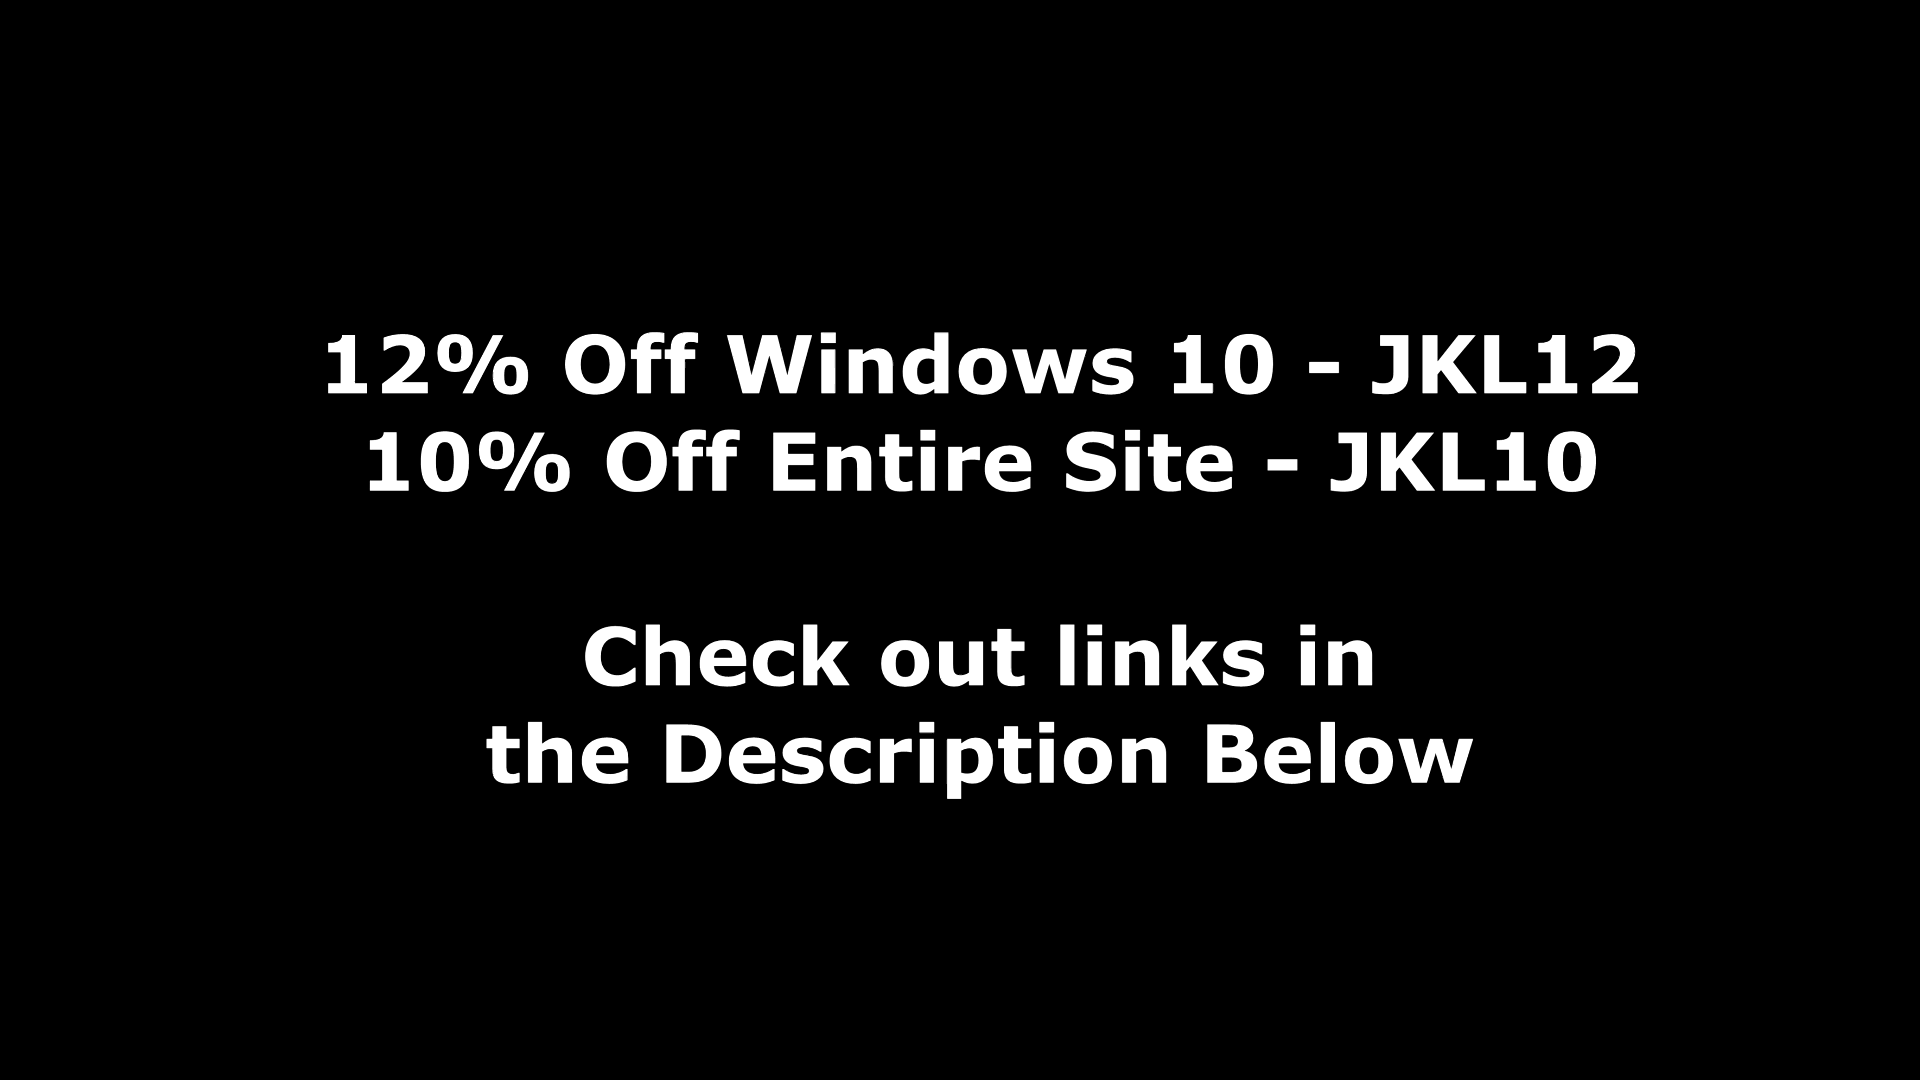 12% Off Windows 10 - JKL12
10% Off Entire Site - JKL10
Check out links in
the Description Below